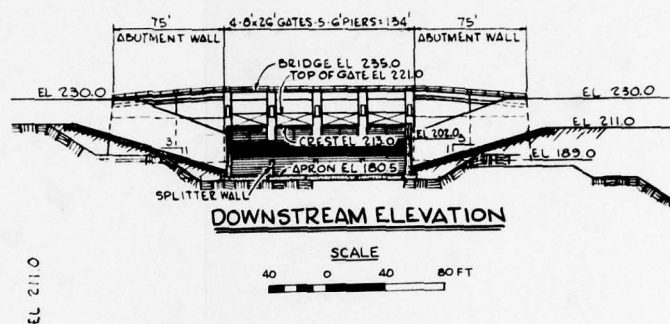 75' 4-8'x26' GATES-5-6' PIERS=134' 75'
ABUTMENT WALL ABUTMENT WALL
BRIDGE EL 235.0
TOP OF GATE EL 221.0
EL 230.0 EL 230.0
EL 211.0
EL 202.0
CREST EL 213.0
3 1 3
EL 189.0
APRON EL 180.5
SPLITTER WALL
DOWNSTREAM ELEVATION
SCALE
40 0 40 80 FT
EL 211.0